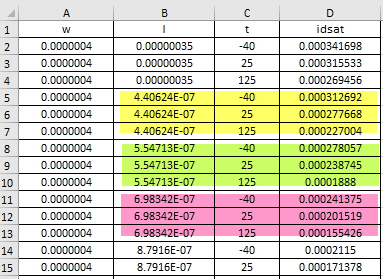 A B C D
1 w l t idsat
2 0.0000004 0.00000035 -40 0.000341698
3 0.0000004 0.00000035 25 0.000315533
4 0.0000004 0.00000035 125 0.000269456
5 0.0000004 4.40624E-07 -40 0.000312692
6 0.0000004 4.40624E-07 25 0.000277668
7 0.0000004 4.40624E-07 125 0.000227004
8 0.0000004 5.54713E-07 -40 0.000278057
9 0.0000004 5.54713E-07 25 0.000238745
10 0.0000004 5.54713E-07 125 0.0001888
11 0.0000004 6.98342E-07 -40 0.000241375
12 0.0000004 6.98342E-07 25 0.000201519
13 0.0000004 6.98342E-07 125 0.000155426
14 0.0000004 8.7916E-07 -40 0.0002115
15 0.0000004 8.7916E-07 25 0.000171378